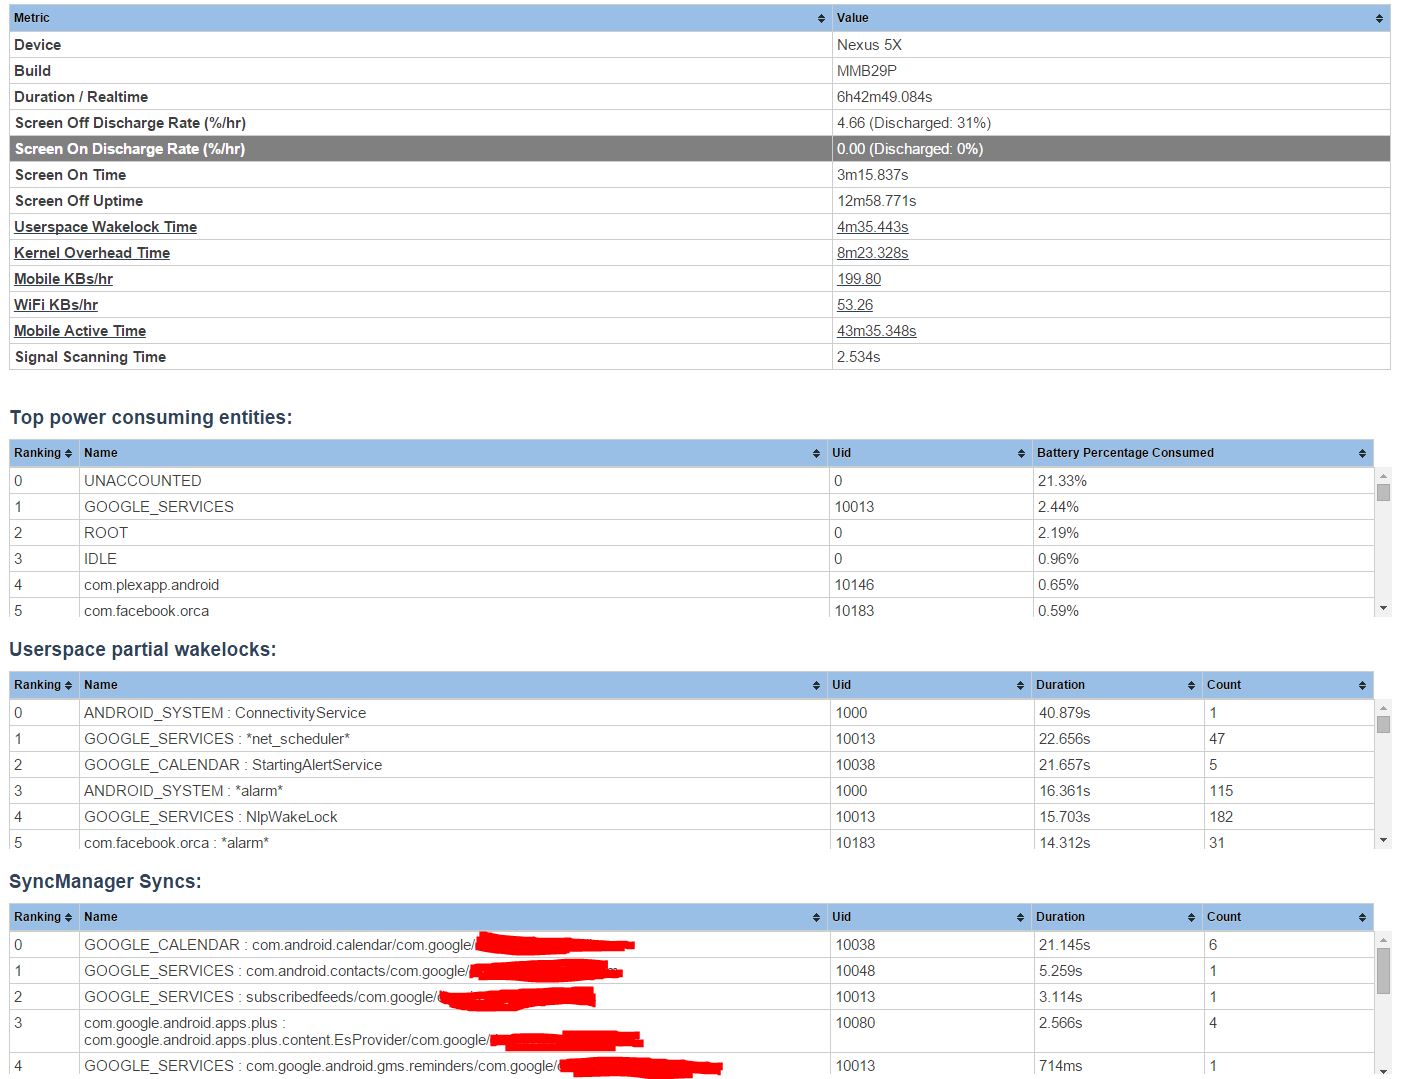 Metric Value
Device Nexus 5X
Build MMB29P
Duration / Realtime 6h42m49.084s
Screen Off Discharge Rate (%/hr) 4.66 (Discharged: 31%)
Screen On Discharge Rate (%/hr) 0.00 (Discharged: 0%)
Screen On Time 3m15.837s
Screen Off Uptime 12m58.771s
Userspace Wakelock Time 4m35.443s
Kernel Overhead Time 8m23.328s
Mobile KBs/hr 199.80
WiFi KBs/hr 53.26
Mobile Active Time 43m35.348s
Signal Scanning Time 2.534s
Top power consuming entities:
Ranking Name Uid Battery Percentage Consumed
0 UNACCOUNTED 0 21.33%
1 GOOGLE_SERVICES 10013 2.44%
2 ROOT 0 2.19%
3 IDLE 0 0.96%
4 com.plexapp.android 10146 0.65%
5 com.facebook.orca 10183 0.59%
Userspace partial wakelocks:
Ranking Name Uid Duration Count
0 ANDROID_SYSTEM : ConnectivityService 1000 40.879s 1
1 GOOGLE_SERVICES : *net_scheduler* 10013 22.656s 47
2 GOOGLE_CALENDAR : StartingAlertService 10038 21.657s 5
3 ANDROID_SYSTEM : *alarm* 1000 16.361s 115
4 GOOGLE_SERVICES : NlpWakeLock 10013 15.703s 182
5 com.facebook.orca : *alarm* 10183 14.312s 31
SyncManager Syncs:
Ranking Name Uid Duration Count
0 GOOGLE_CALENDAR : com.android.calendar/com.google/ 10038 21.145s 6
1 GOOGLE_SERVICES : com.android.contacts/com.google/ 10048 5.259s 1
2 GOOGLE_SERVICES : subscribedfeeds/com.google/ 10013 3.114s 1
3 com.google.android.apps.plus : 10080 2.566s 4
com.google.android.apps.plus.content.EsProvider/com.google/
4 GOOGLE_SERVICES : com.google.android.gms.reminders/com.google/ 10013 714ms 1